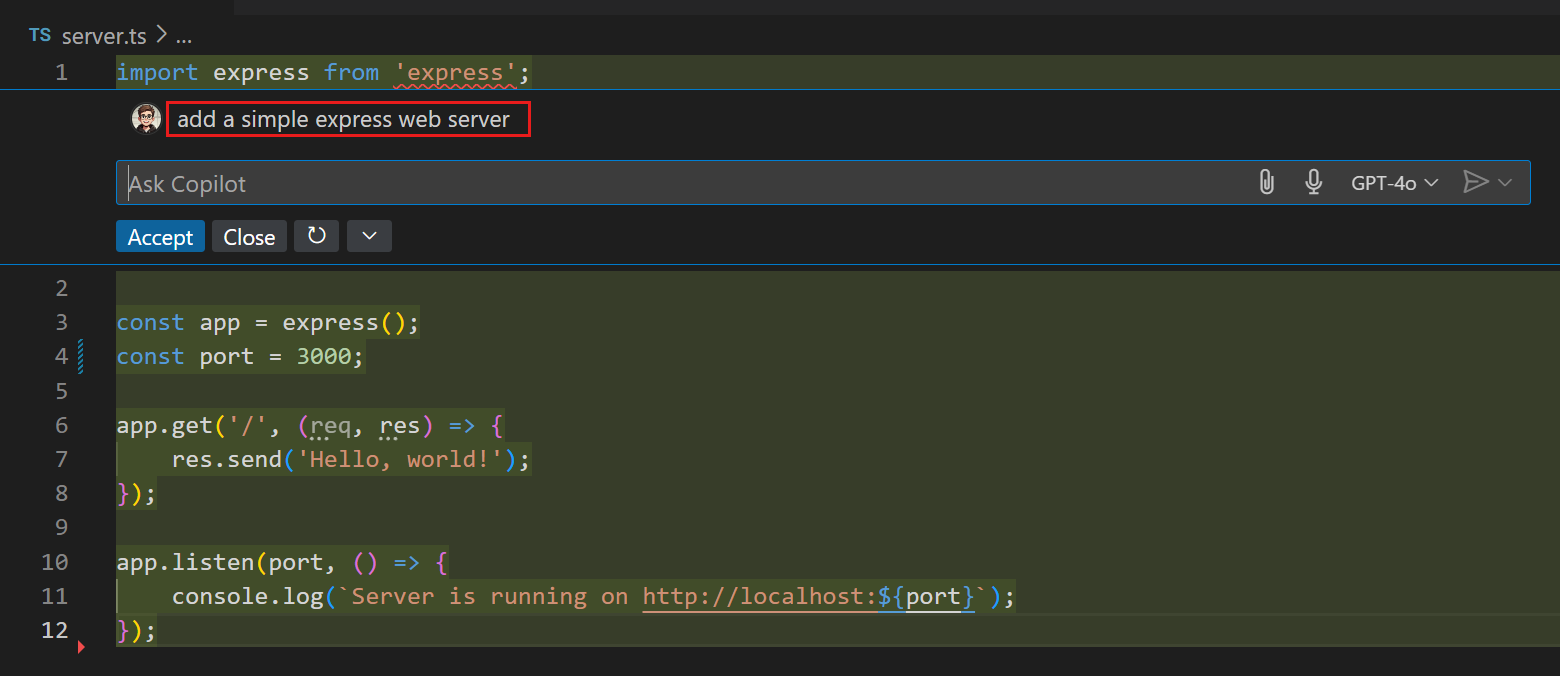 TS server.ts > ...
1 import express from 'express';
add a simple express web server
Ask Copilot GPT-4o
Accept Close
2
3 const app = express();
4 const port = 3000;
5
6 app.get('/', (req, res) => {
7     res.send('Hello, world!');
8 });
9
10 app.listen(port, () => {
11     console.log(`Server is running on http://localhost:${port}`);
12 });